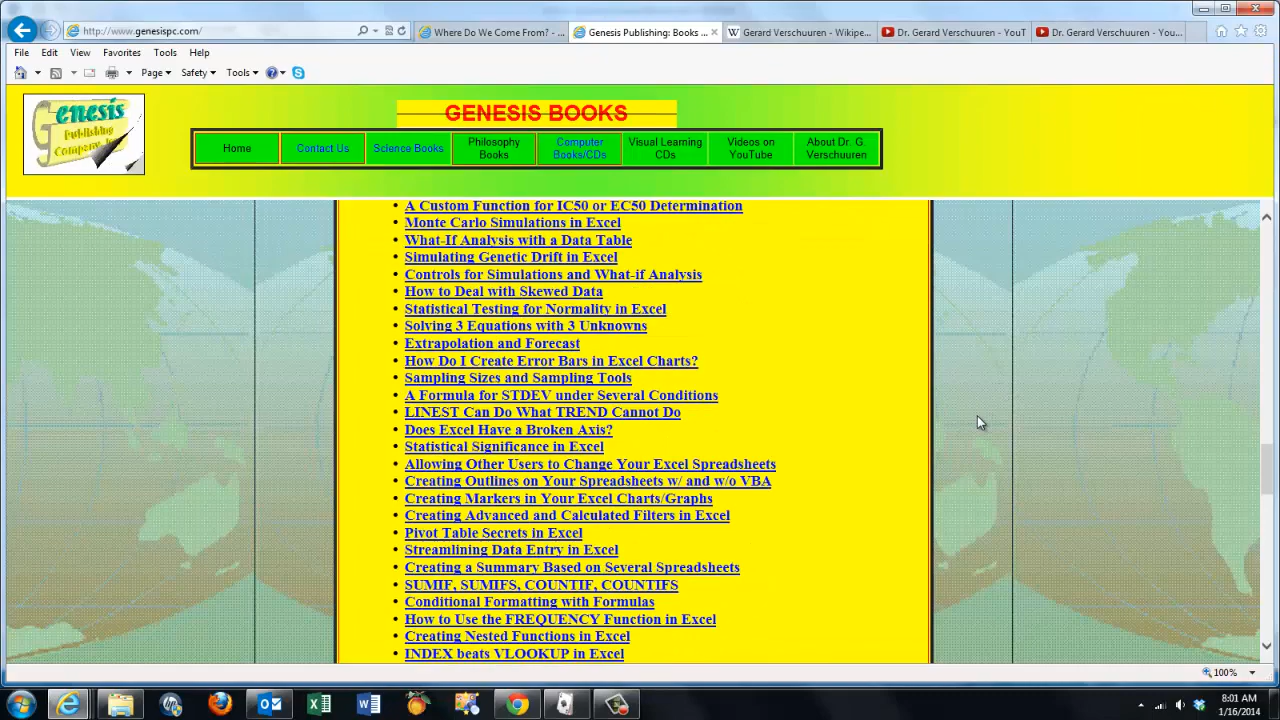 http://www.genesispc.com/
Where Do We Come From? - ...
Genesis Publishing: Books ...
Gerard Verschuuren - Wikipe...
Dr. Gerard Verschuuren - YouT
Dr. Gerard Verschuuren - You...
File Edit View Favorites Tools Help
Page Safety Tools
Genesis
Publishing
Company, Inc.
GENESIS BOOKS
Home
Contact Us
Science Books
Philosophy
Books
Computer
Books/CDs
Visual Learning
CDs
Videos on
YouTube
About Dr. G.
Verschuuren
• A Custom Function for IC50 or EC50 Determination
• Monte Carlo Simulations in Excel
• What-If Analysis with a Data Table
• Simulating Genetic Drift in Excel
• Controls for Simulations and What-if Analysis
• How to Deal with Skewed Data
• Statistical Testing for Normality in Excel
• Solving 3 Equations with 3 Unknowns
• Extrapolation and Forecast
• How Do I Create Error Bars in Excel Charts?
• Sampling Sizes and Sampling Tools
• A Formula for STDEV under Several Conditions
• LINEST Can Do What TREND Cannot Do
• Does Excel Have a Broken Axis?
• Statistical Significance in Excel
• Allowing Other Users to Change Your Excel Spreadsheets
• Creating Outlines on Your Spreadsheets w/ and w/o VBA
• Creating Markers in Your Excel Charts/Graphs
• Creating Advanced and Calculated Filters in Excel
• Pivot Table Secrets in Excel
• Streamlining Data Entry in Excel
• Creating a Summary Based on Several Spreadsheets
• SUMIF, SUMIFS, COUNTIF, COUNTIFS
• Conditional Formatting with Formulas
• How to Use the FREQUENCY Function in Excel
• Creating Nested Functions in Excel
• INDEX beats VLOOKUP in Excel
100%
8:01 AM
1/16/2014